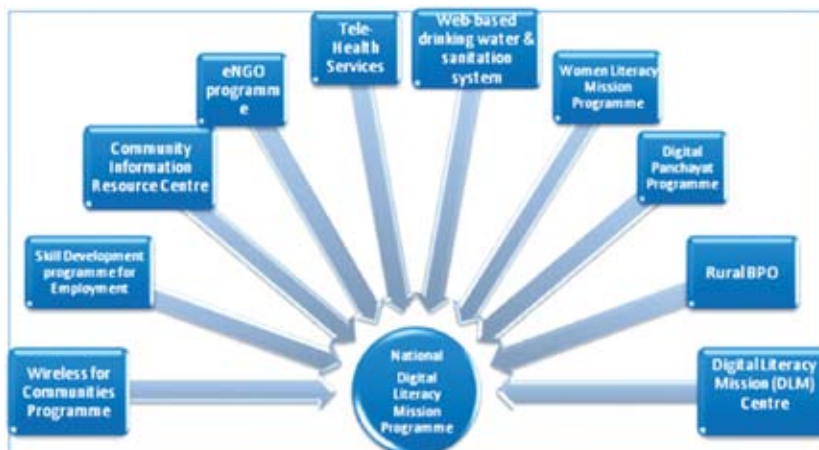 Tele-
Health
Services
Web-based
drinking water &
sanitation
system
eNGO
programm
e
Women Literacy
Mission
Programme
Community
Information
Resource Centre
Digital
Panchayat
Programme
Skill Development
programme for
Employment
Rural BPO
Wireless for
Communities
Programme
National
Digital
Literacy
Mission
Programme
Digital Literacy
Mission (DLM)
Centre